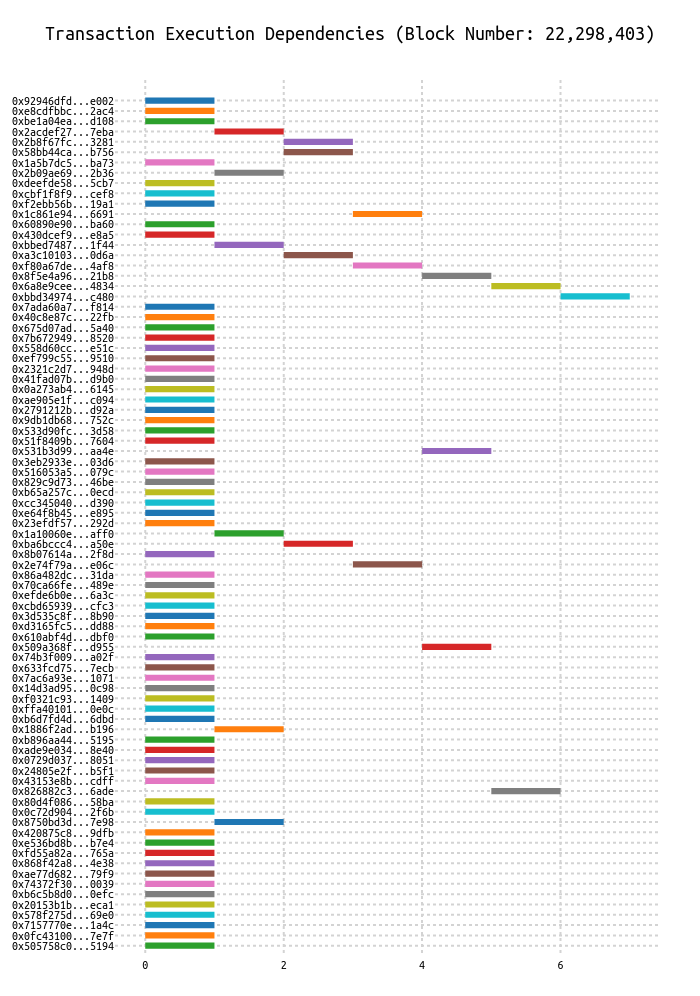 Transaction Execution Dependencies (Block Number: 22,298,403)
0x92946dfd...e002
0xe8cdfbbc...2ac4
0xbe1a04ea...d108
0x2acdef27...7eba
0x2b8f67fc...3281
0x58bb44ca...b756
0x1a5b7dc5...ba73
0x2b09ae69...2b36
0xdeefde58...5cb7
0xcbf1f8f9...cef8
0xf2ebb56b...19a1
0x1c861e94...6691
0x60890e90...ba60
0x430dcef9...e8a5
0xbbed7487...1f44
0xa3c10103...0d6a
0xf80a67de...4af8
0x8f5e4a96...21b8
0x6a8e9cee...4834
0xbbd34974...c480
0x7ada60a7...f814
0x40c8e87c...22fb
0x675d07ad...5a40
0x7b672949...8520
0x558d60cc...e51c
0xef799c55...9510
0x2321c2d7...948d
0x41fad07b...d9b0
0x0a273ab4...6145
0xae905e1f...c094
0x2791212b...d92a
0x9db1db68...752c
0x533d90fc...3d58
0x51f8409b...7604
0x531b3d99...aa4e
0x3eb2933e...03d6
0x516053a5...079c
0x829c9d73...46be
0xb65a257c...0ecd
0xcc345040...d390
0xe64f8b45...e895
0x23efdf57...292d
0x1a10060e...aff0
0xba6bccc4...a50e
0x8b07614a...2f8d
0x2e74f79a...e06c
0x86a482dc...31da
0x70ca66fe...489e
0xefde6b0e...6a3c
0xcbd65939...cfc3
0x3d535c8f...8b90
0xd3165fc5...dd88
0x610abf4d...dbf0
0x509a368f...d955
0x74b3f009...a02f
0x633fcd75...7ecb
0x7ac6a93e...1071
0x14d3ad95...0c98
0xf0321c93...1409
0xffa40101...0e0c
0xb6d7fd4d...6dbd
0x1886f2ad...b196
0xb896aa44...5195
0xade9e034...8e40
0x0729d037...8051
0x24805e2f...b5f1
0x43153e8b...cdff
0x826882c3...6ade
0x80d4f086...58ba
0x0c72d904...2f6b
0x8750bd3d...7e98
0x420875c8...9dfb
0xe536bd8b...b7e4
0xfd55a82a...765a
0x868f42a8...4e38
0xae77d682...79f9
0x74372f30...0039
0xb6c5b8d0...0efc
0x20153b1b...eca1
0x578f275d...69e0
0x7157770e...1a4c
0x0fc43100...7e7f
0x505758c0...5194
0 2 4 6